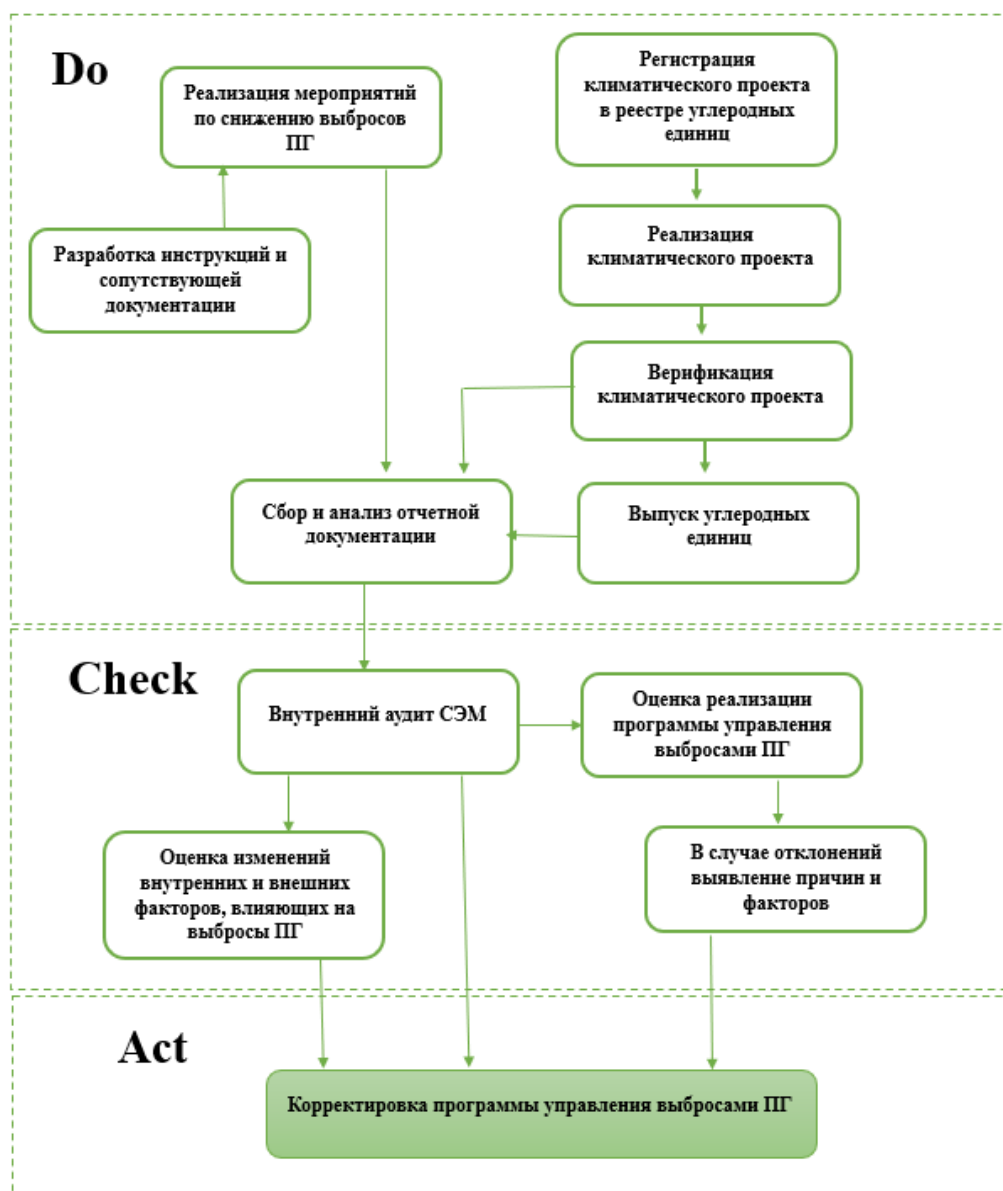 Do
Реализация мероприятий
по снижению выбросов
ПГ
Регистрация
климатического проекта
в реестре углеродных
единиц
Разработка инструкций и
сопутствующей
документации
Реализация
климатического проекта
Верификация
климатического проекта
Сбор и анализ отчетной
документации
Выпуск углеродных
единиц
Check
Внутренний аудит СЭМ
Оценка реализации
программы управления
выбросами ПГ
Оценка изменений
внутренних и внешних
факторов, влияющих на
выбросы ПГ
В случае отклонений
выявление причин и
факторов
Act
Корректировка программы управления выбросами ПГ